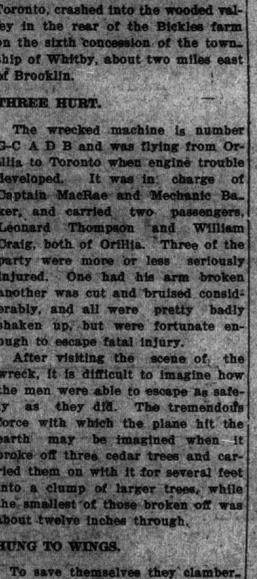 Toronto, crashed into the wooded val-
ley in the rear of the Bickles farm
on the sixth concession of the town-
ship of Whitby, about two miles east
of Brooklin.
THREE HURT.
The wrecked machine is number
G-C A D B and was flying from Or-
illia to Toronto when engine trouble
developed. It was in charge of
Captain MacRae and Mechanic Ba-
ker, and carried two passengers,
Leonard Thompson and William
Craig, both of Orillia. Three of the
party were more or less seriously
injured. One had his arm broken
another was cut and bruised consid-
erably, and all were pretty badly
shaken up, but were fortunate en-
ough to escape fatal injury.
After visiting the scene of the
wreck, it is difficult to imagine how
the men were able to escape as safe-
ly as they did. The tremendous
force with which the plane hit the
earth may be imagined when it
broke off three cedar trees and car-
ried them on with it for several feet
into a clump of larger trees, while
the smallest of those broken off was
about twelve inches through.
HUNG TO WINGS.
To save themselves they clamber-